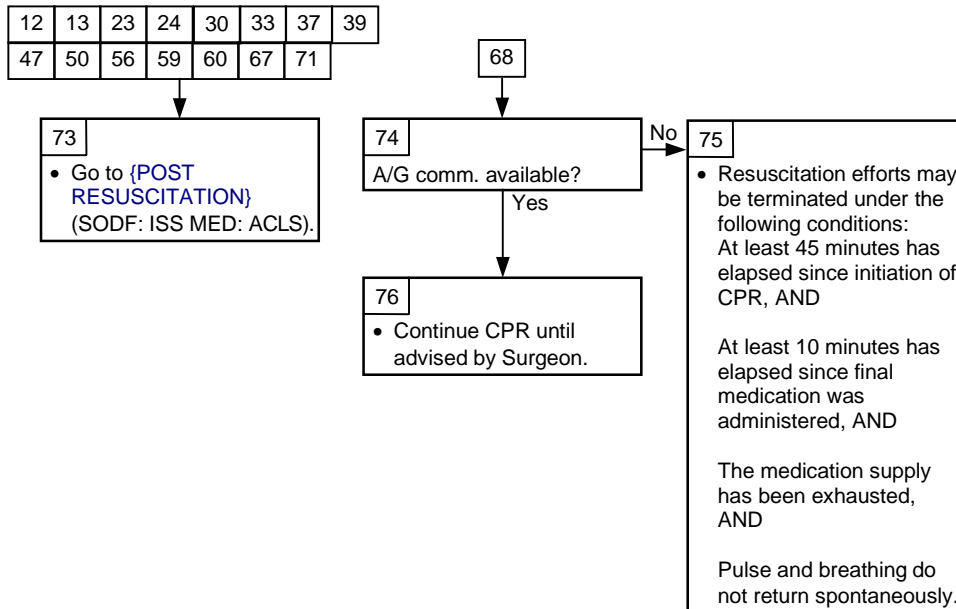 12 13 23 24 30 33 37 39
47 50 56 59 60 67 71
73
• Go to {POST
RESUSCITATION}
(SODF: ISS MED: ACLS).
68
74
A/G comm. available?
No
Yes
76
• Continue CPR until
advised by Surgeon.
75
• Resuscitation efforts may
be terminated under the
following conditions:
At least 45 minutes has
elapsed since initiation of
CPR, AND
At least 10 minutes has
elapsed since final
medication was
administered, AND
The medication supply
has been exhausted,
AND
Pulse and breathing do
not return spontaneously.